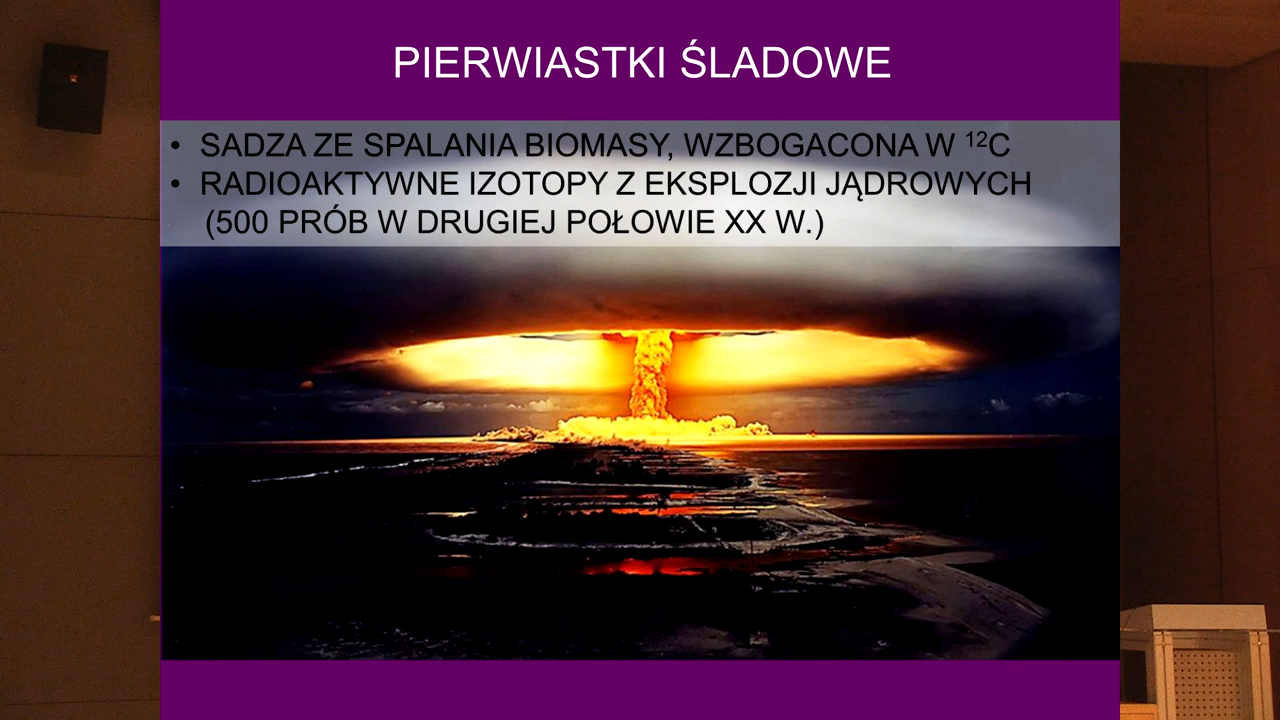 PIERWIASTKI ŚLADOWE
• SADZA ZE SPALANIA BIOMASY, WZBOGACONA W ¹²C
• RADIOAKTYWNE IZOTOPY Z EKSPLOZJI JĄDROWYCH
(500 PRÓB W DRUGIEJ POŁOWIE XX W.)